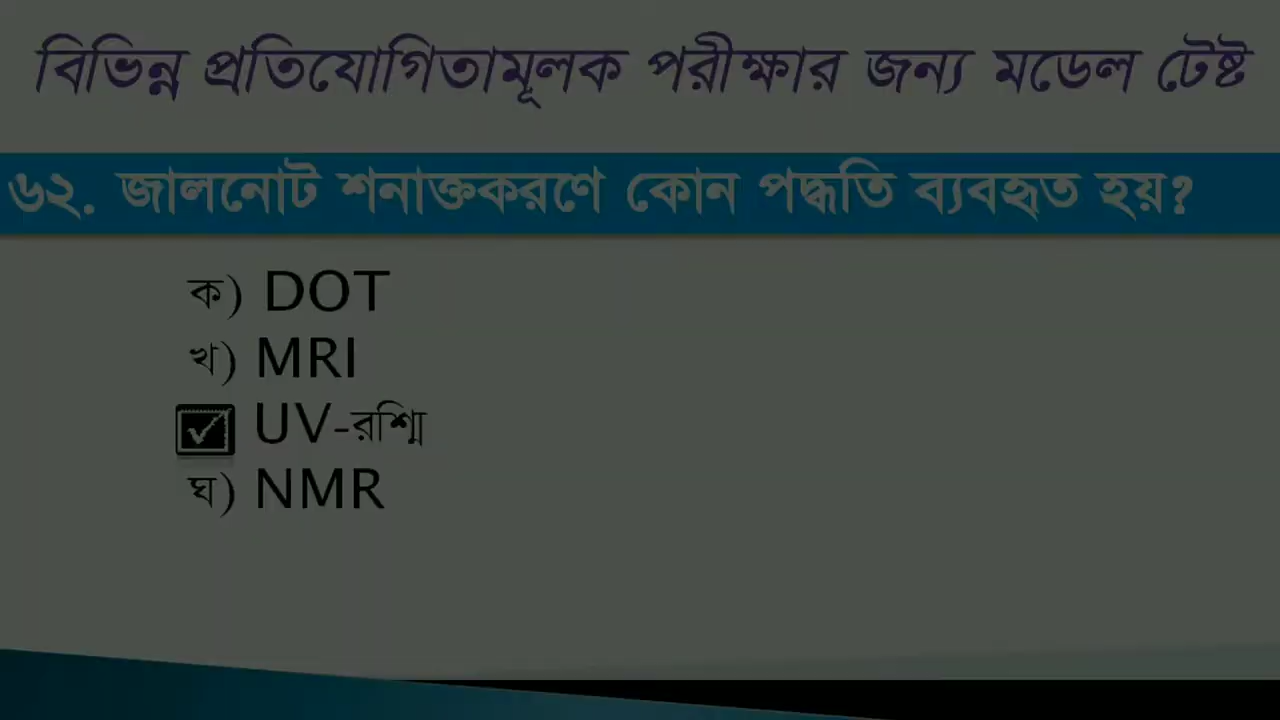 বিভিন্ন প্রতিযোগিতামূলক পরীক্ষার জন্য মডেল টেষ্ট
৬২. জালনোট শনাক্তকরণে কোন পদ্ধতি ব্যবহৃত হয়?
ক) DOT
খ) MRI
UV-রশ্মি
ঘ) NMR